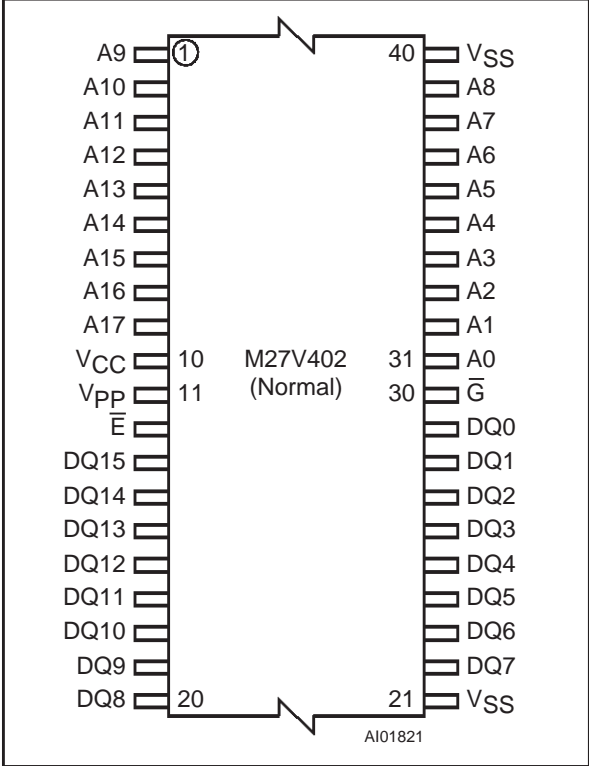 A9 1 40 VSS
A10 A8
A11 A7
A12 A6
A13 A5
A14 A4
A15 A3
A16 A2
A17 A1
VCC 10 M27V402 31 A0
VPP 11 (Normal) 30 G̅
E̅ DQ0
DQ15 DQ1
DQ14 DQ2
DQ13 DQ3
DQ12 DQ4
DQ11 DQ5
DQ10 DQ6
DQ9 DQ7
DQ8 20 21 VSS
AI01821